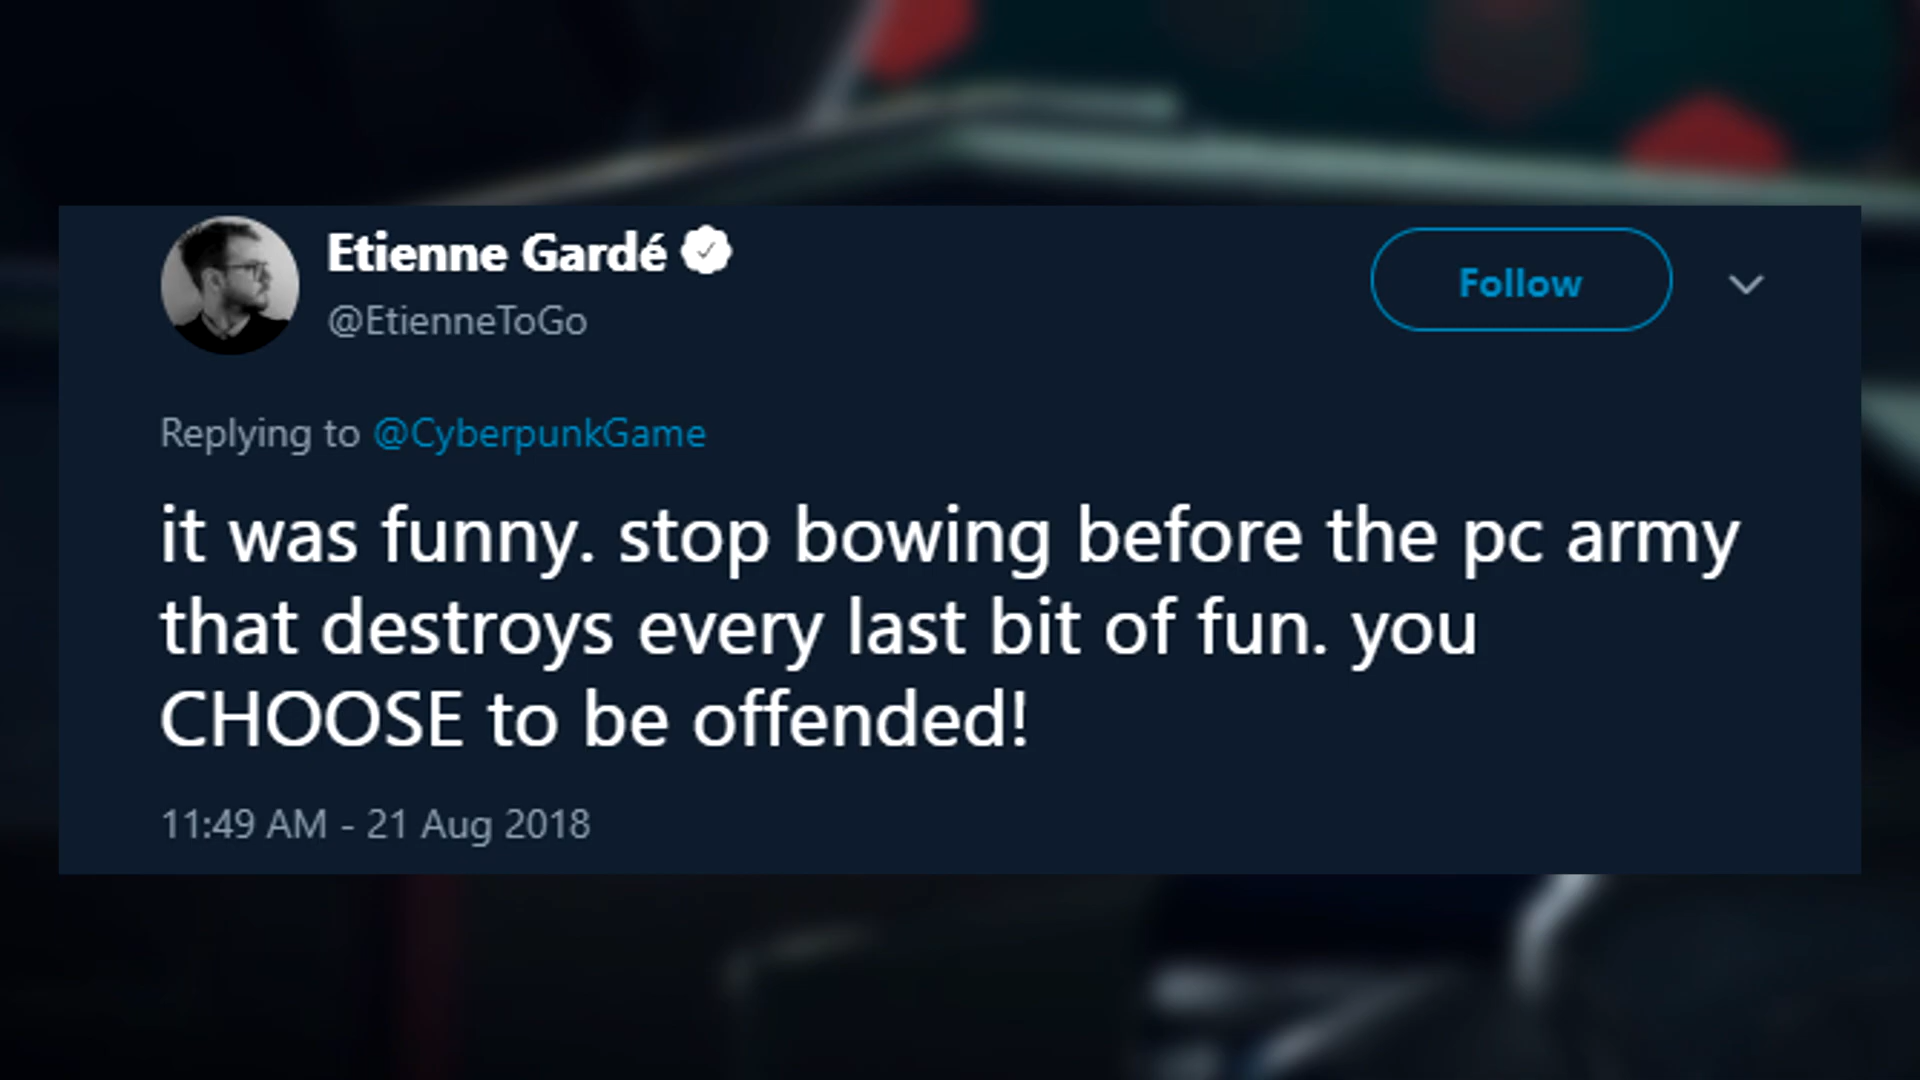 Etienne Gardé
@EtienneToGo
Follow
Replying to @CyberpunkGame
it was funny. stop bowing before the pc army
that destroys every last bit of fun. you
CHOOSE to be offended!
11:49 AM - 21 Aug 2018